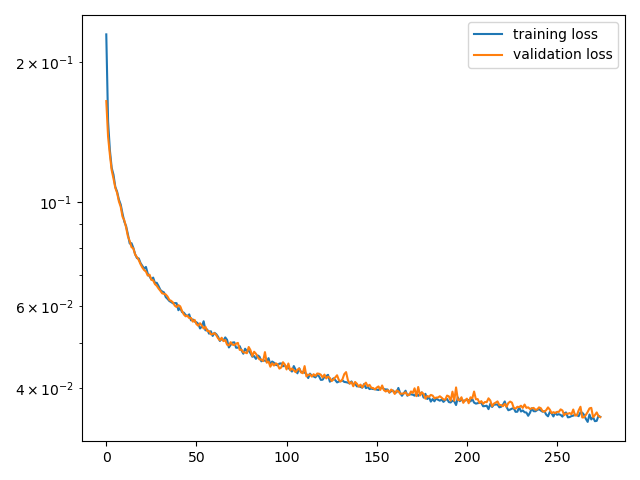 training loss
validation loss
2 × 10⁻¹
10⁻¹
6 × 10⁻²
4 × 10⁻²
0 50 100 150 200 250